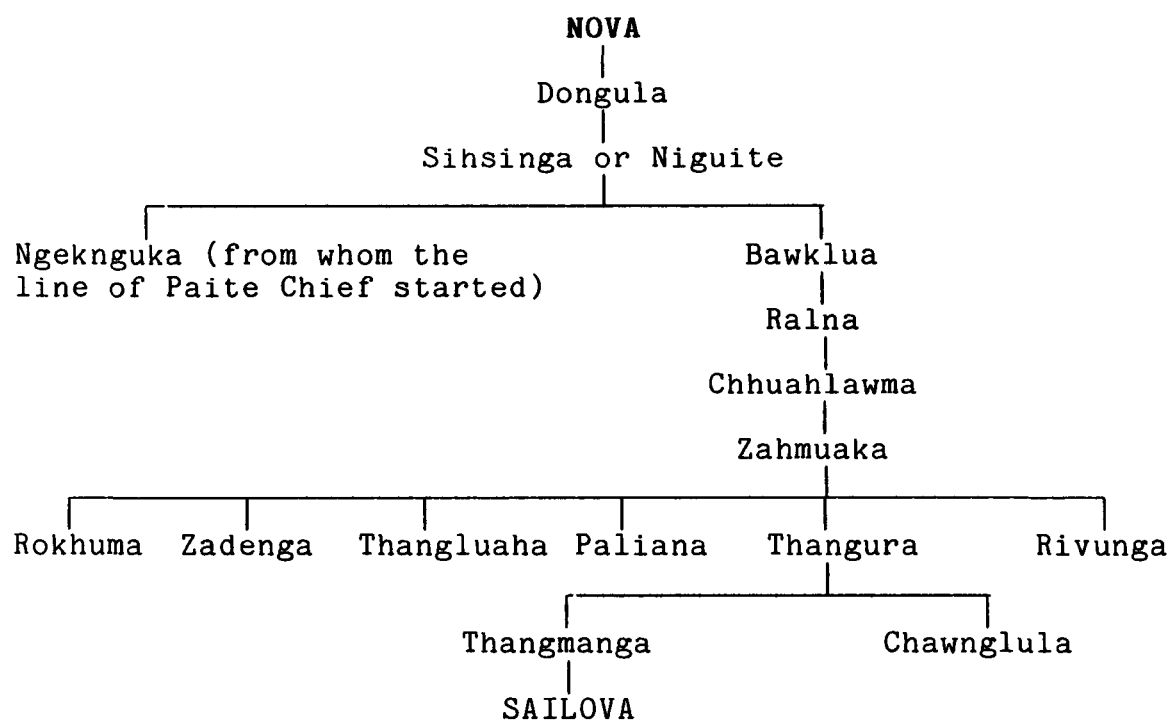 NOVA
Dongula
Sihsinga or Niguite
Ngeknguka (from whom the
line of Paite Chief started)
Bawklua
Ralna
Chhuahlawma
Zahmuaka
Rokhuma Zadenga Thangluaha Paliana Thangura Rivunga
Thangmanga Chawnglula
SAILOVA